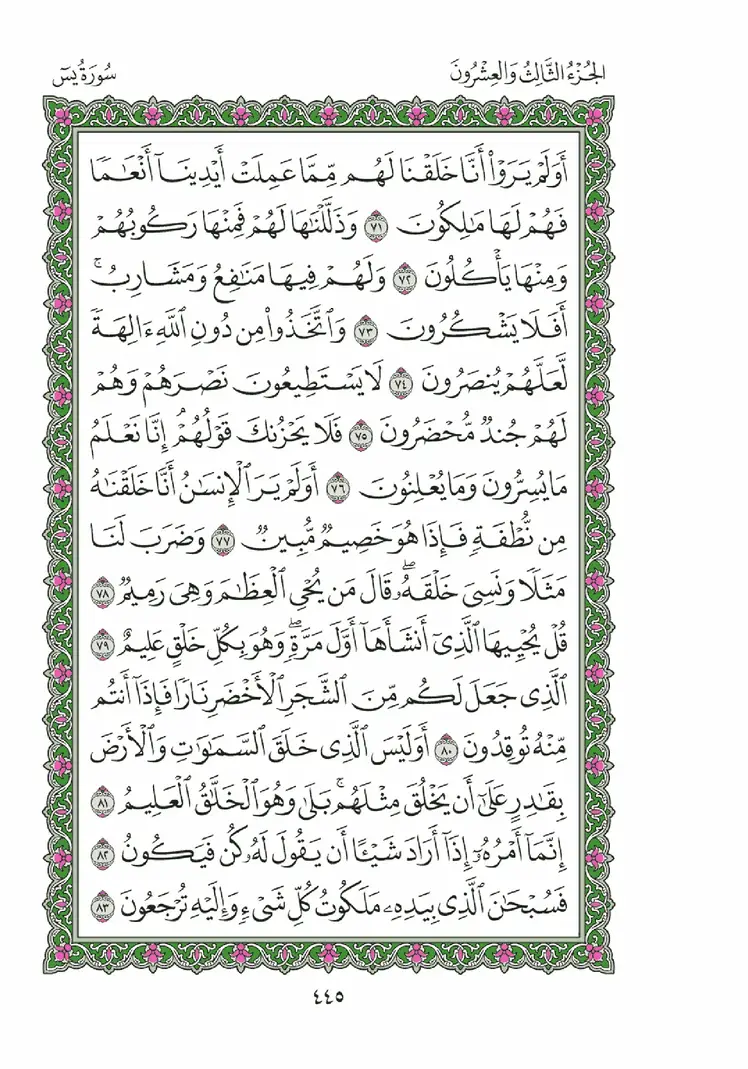 الجُزْءُ الثَّالِثُ وَالعِشْرُونَ
سُورَةُ يسٓ
أَوَلَمْ يَرَوْا۟ أَنَّا خَلَقْنَا لَهُم مِّمَّا عَمِلَتْ أَيْدِينَآ أَنْعَٰمًا
فَهُمْ لَهَا مَٰلِكُونَ ٧١ وَذَلَّلْنَٰهَا لَهُمْ فَمِنْهَا رَكُوبُهُمْ
وَمِنْهَا يَأْكُلُونَ ٧٢ وَلَهُمْ فِيهَا مَنَٰفِعُ وَمَشَارِبُ ۚ
أَفَلَا يَشْكُرُونَ ٧٣ وَٱتَّخَذُوا۟ مِن دُونِ ٱللَّهِ ءَالِهَةً
لَّعَلَّهُمْ يُنصَرُونَ ٧٤ لَا يَسْتَطِيعُونَ نَصْرَهُمْ وَهُمْ
لَهُمْ جُندٌ مُّحْضَرُونَ ٧٥ فَلَا يَحْزُنكَ قَوْلُهُمْ ۘ إِنَّا نَعْلَمُ
مَا يُسِرُّونَ وَمَا يُعْلِنُونَ ٧٦ أَوَلَمْ يَرَ ٱلْإِنسَٰنُ أَنَّا خَلَقْنَٰهُ
مِن نُّطْفَةٍ فَإِذَا هُوَ خَصِيمٌ مُّبِينٌ ٧٧ وَضَرَبَ لَنَا
مَثَلًا وَنَسِىَ خَلْقَهُۥ ۖ قَالَ مَن يُحْىِ ٱلْعِظَٰمَ وَهِىَ رَمِيمٌ ٧٨
قُلْ يُحْيِيهَا ٱلَّذِىٓ أَنشَأَهَآ أَوَّلَ مَرَّةٍ ۖ وَهُوَ بِكُلِّ خَلْقٍ عَلِيمٌ ٧٩
ٱلَّذِى جَعَلَ لَكُم مِّنَ ٱلشَّجَرِ ٱلْأَخْضَرِ نَارًا فَإِذَآ أَنتُم
مِّنْهُ تُوقِدُونَ ٨٠ أَوَلَيْسَ ٱلَّذِى خَلَقَ ٱلسَّمَٰوَٰتِ وَٱلْأَرْضَ
بِقَٰدِرٍ عَلَىٰٓ أَن يَخْلُقَ مِثْلَهُم ۚ بَلَىٰ وَهُوَ ٱلْخَلَّٰقُ ٱلْعَلِيمُ ٨١
إِنَّمَآ أَمْرُهُۥٓ إِذَآ أَرَادَ شَيْـًٔا أَن يَقُولَ لَهُۥ كُن فَيَكُونُ ٨٢
فَسُبْحَٰنَ ٱلَّذِى بِيَدِهِۦ مَلَكُوتُ كُلِّ شَىْءٍ وَإِلَيْهِ تُرْجَعُونَ ٨٣
٤٤٥